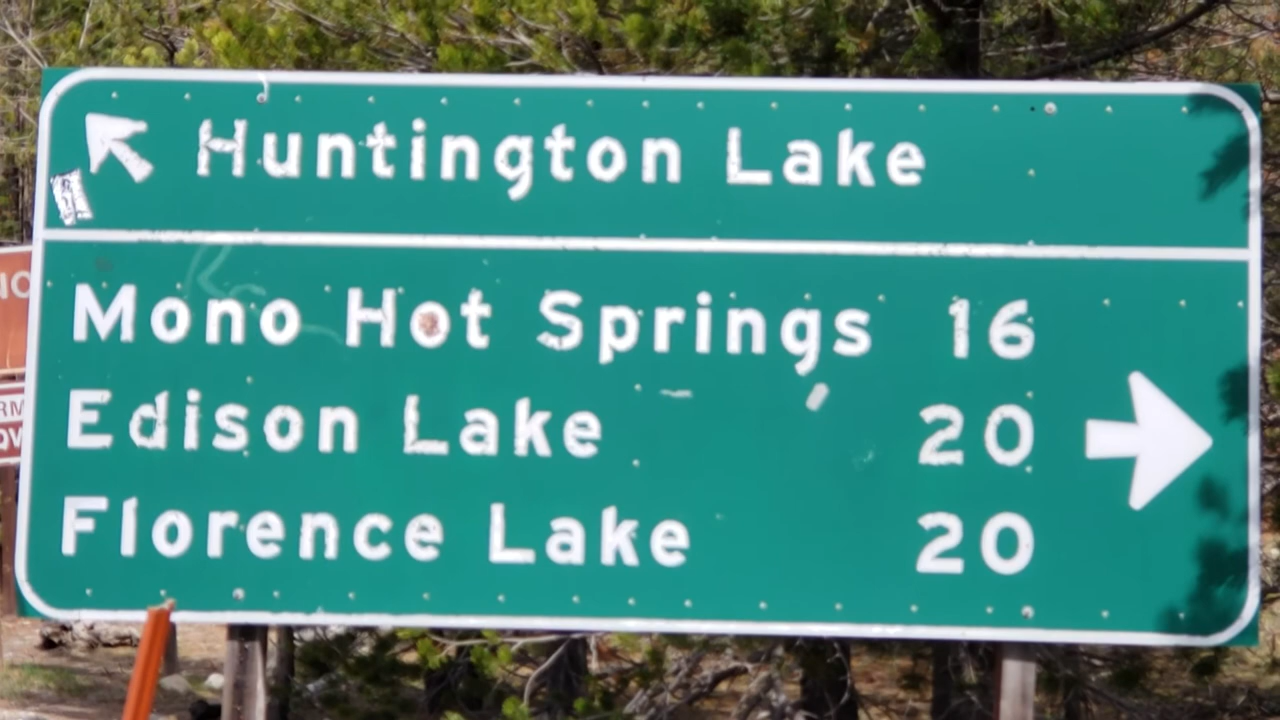 Huntington Lake
Mono Hot Springs 16
Edison Lake 20
Florence Lake 20